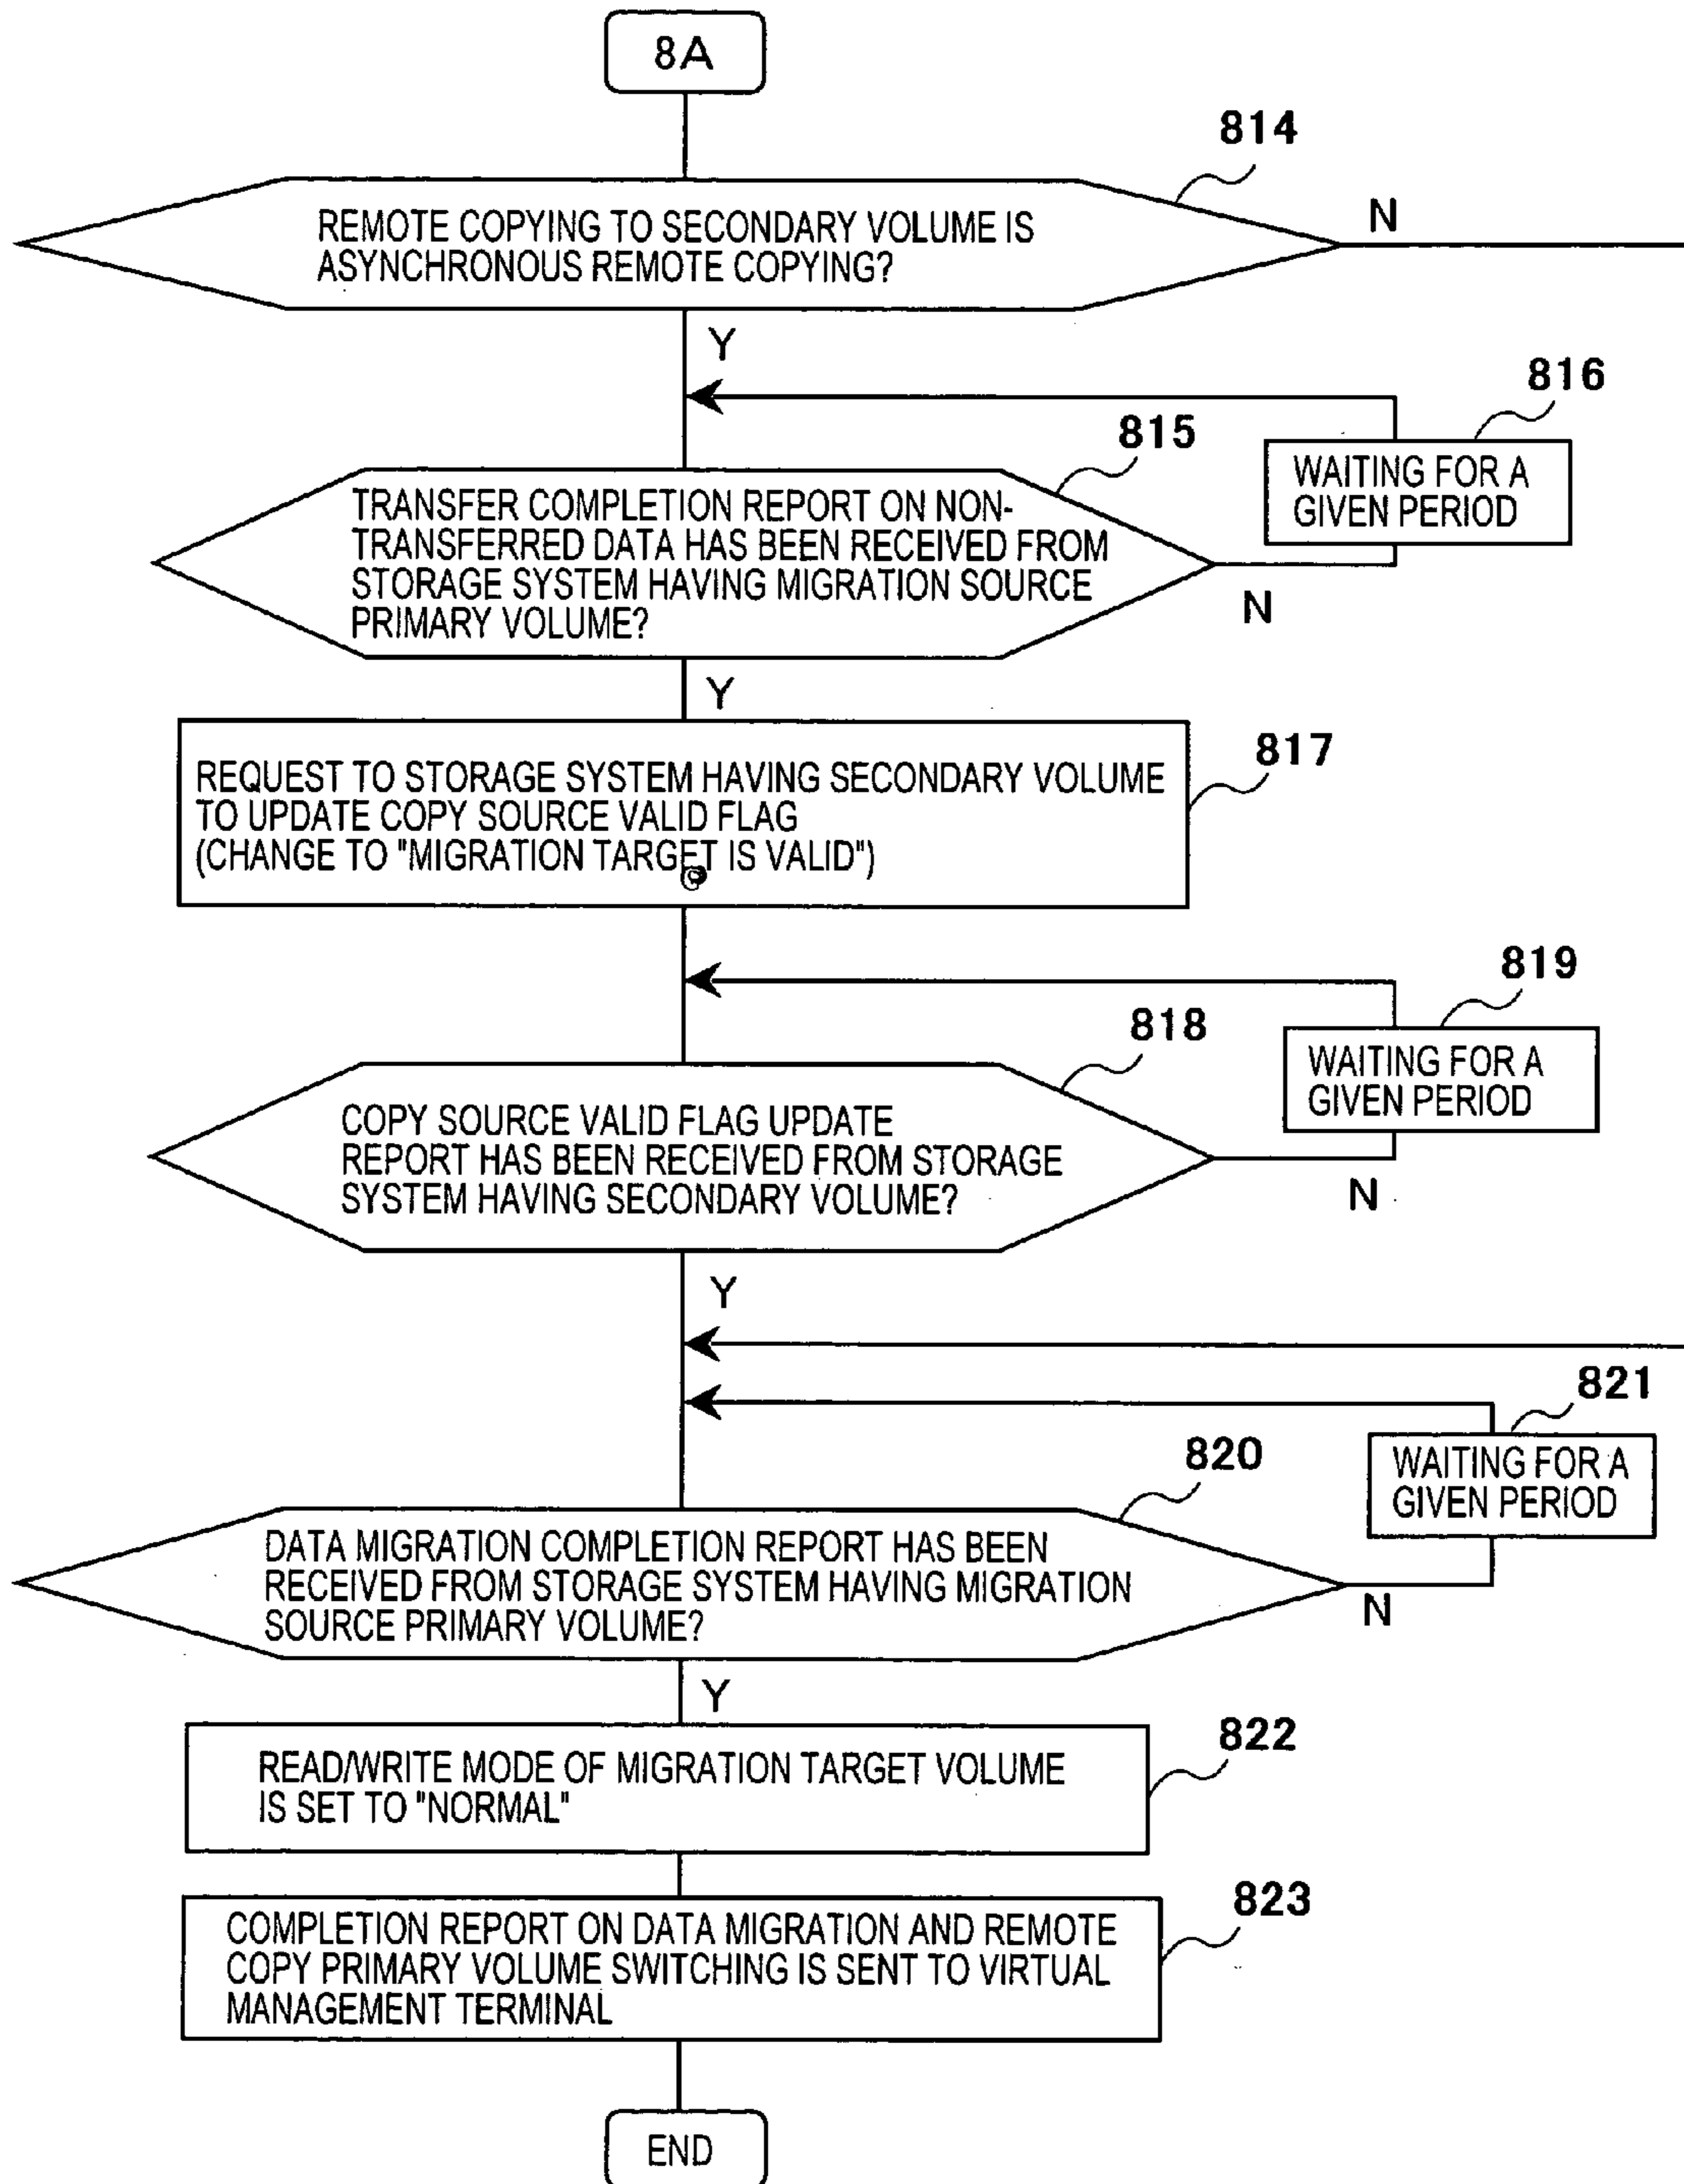 8A
814
REMOTE COPYING TO SECONDARY VOLUME IS
ASYNCHRONOUS REMOTE COPYING?
N
Y
816
815
WAITING FOR A
GIVEN PERIOD
TRANSFER COMPLETION REPORT ON NON-
TRANSFERRED DATA HAS BEEN RECEIVED FROM
STORAGE SYSTEM HAVING MIGRATION SOURCE
PRIMARY VOLUME?
N
Y
817
REQUEST TO STORAGE SYSTEM HAVING SECONDARY VOLUME
TO UPDATE COPY SOURCE VALID FLAG
(CHANGE TO "MIGRATION TARGET IS VALID")
819
818
WAITING FOR A
GIVEN PERIOD
COPY SOURCE VALID FLAG UPDATE
REPORT HAS BEEN RECEIVED FROM STORAGE
SYSTEM HAVING SECONDARY VOLUME?
N
Y
821
820
WAITING FOR A
GIVEN PERIOD
DATA MIGRATION COMPLETION REPORT HAS BEEN
RECEIVED FROM STORAGE SYSTEM HAVING MIGRATION
SOURCE PRIMARY VOLUME?
N
Y
822
READ/WRITE MODE OF MIGRATION TARGET VOLUME
IS SET TO "NORMAL"
823
COMPLETION REPORT ON DATA MIGRATION AND REMOTE
COPY PRIMARY VOLUME SWITCHING IS SENT TO VIRTUAL
MANAGEMENT TERMINAL
END